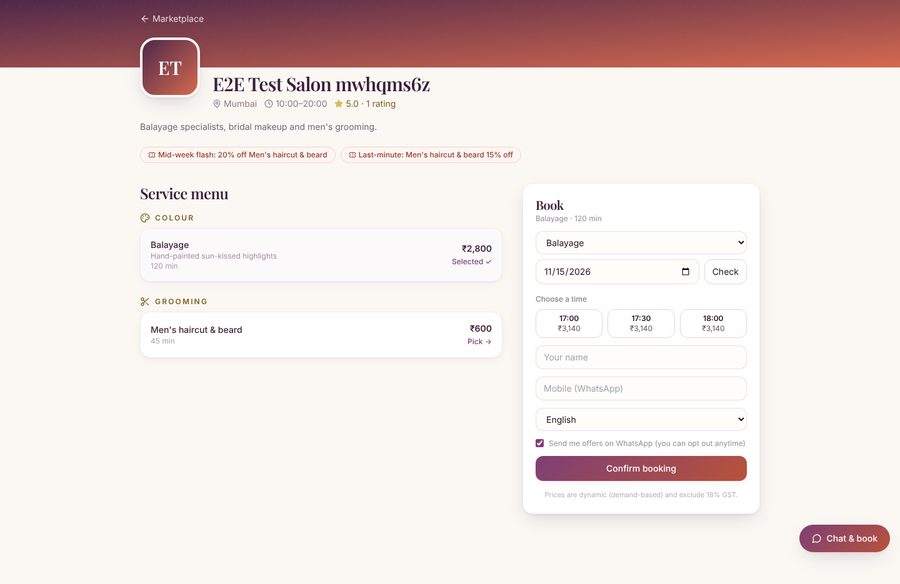 ← Marketplace
ET
E2E Test Salon mwhqms6z
Mumbai 10:00–20:00 ★ 5.0 · 1 rating
Balayage specialists, bridal makeup and men's grooming.
Mid-week flash: 20% off Men's haircut & beard
Last-minute: Men's haircut & beard 15% off
Service menu
COLOUR
Balayage
Hand-painted sun-kissed highlights
120 min
₹2,800
Selected ✓
GROOMING
Men's haircut & beard
45 min
₹600
Pick →
Book
Balayage · 120 min
Balayage
11/15/2026
Check
Choose a time
17:00
₹3,140
17:30
₹3,140
18:00
₹3,140
Your name
Mobile (WhatsApp)
English
Send me offers on WhatsApp (you can opt out anytime)
Confirm booking
Prices are dynamic (demand-based) and exclude 18% GST.
Chat & book